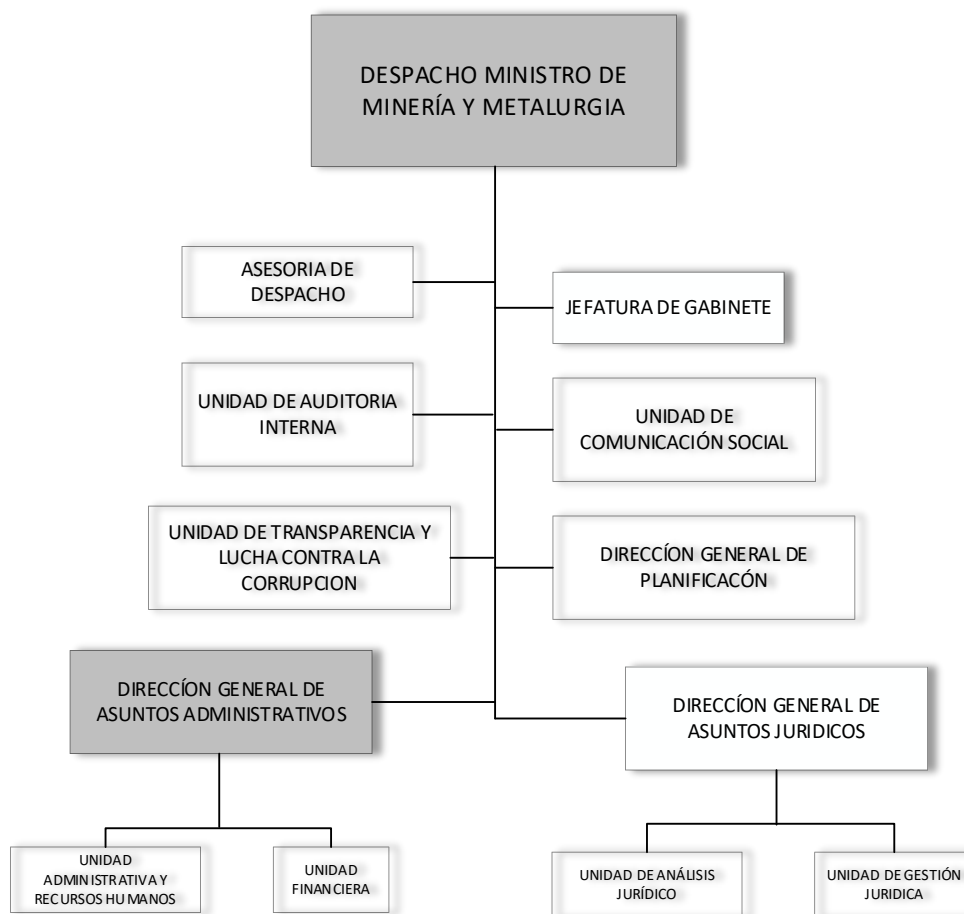 DESPACHO MINISTRO DE
MINERÍA Y METALURGIA
ASESORIA DE
DESPACHO
JEFATURA DE GABINETE
UNIDAD DE AUDITORIA
INTERNA
UNIDAD DE
COMUNICACIÓN SOCIAL
UNIDAD DE TRANSPARENCIA Y
LUCHA CONTRA LA
CORRUPCION
DIRECCÍON GENERAL DE
PLANIFICACÓN
DIRECCÍON GENERAL DE
ASUNTOS ADMINISTRATIVOS
DIRECCÍON GENERAL DE
ASUNTOS JURIDICOS
UNIDAD
ADMINISTRATIVA Y
RECURSOS HUMANOS
UNIDAD
FINANCIERA
UNIDAD DE ANÁLISIS
JURÍDICO
UNIDAD DE GESTIÓN
JURIDICA